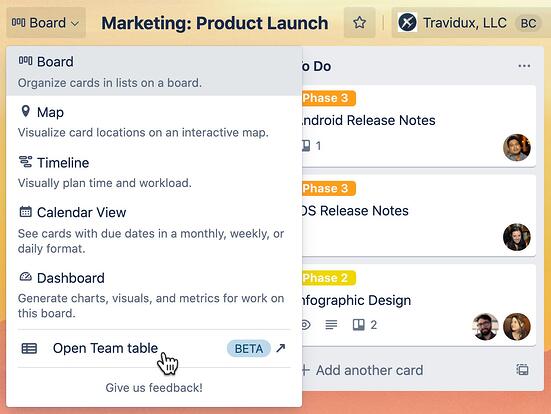 Board
Marketing: Product Launch
Travidux, LLC
BC
Board
Organize cards in lists on a board.
Map
Visualize card locations on an interactive map.
Timeline
Visually plan time and workload.
Calendar View
See cards with due dates in a monthly, weekly, or
daily format.
Dashboard
Generate charts, visuals, and metrics for work on
this board.
Open Team table
BETA
Give us feedback!
o Do
Phase 3
ndroid Release Notes
1
Phase 3
OS Release Notes
Phase 2
nfographic Design
2
Add another card